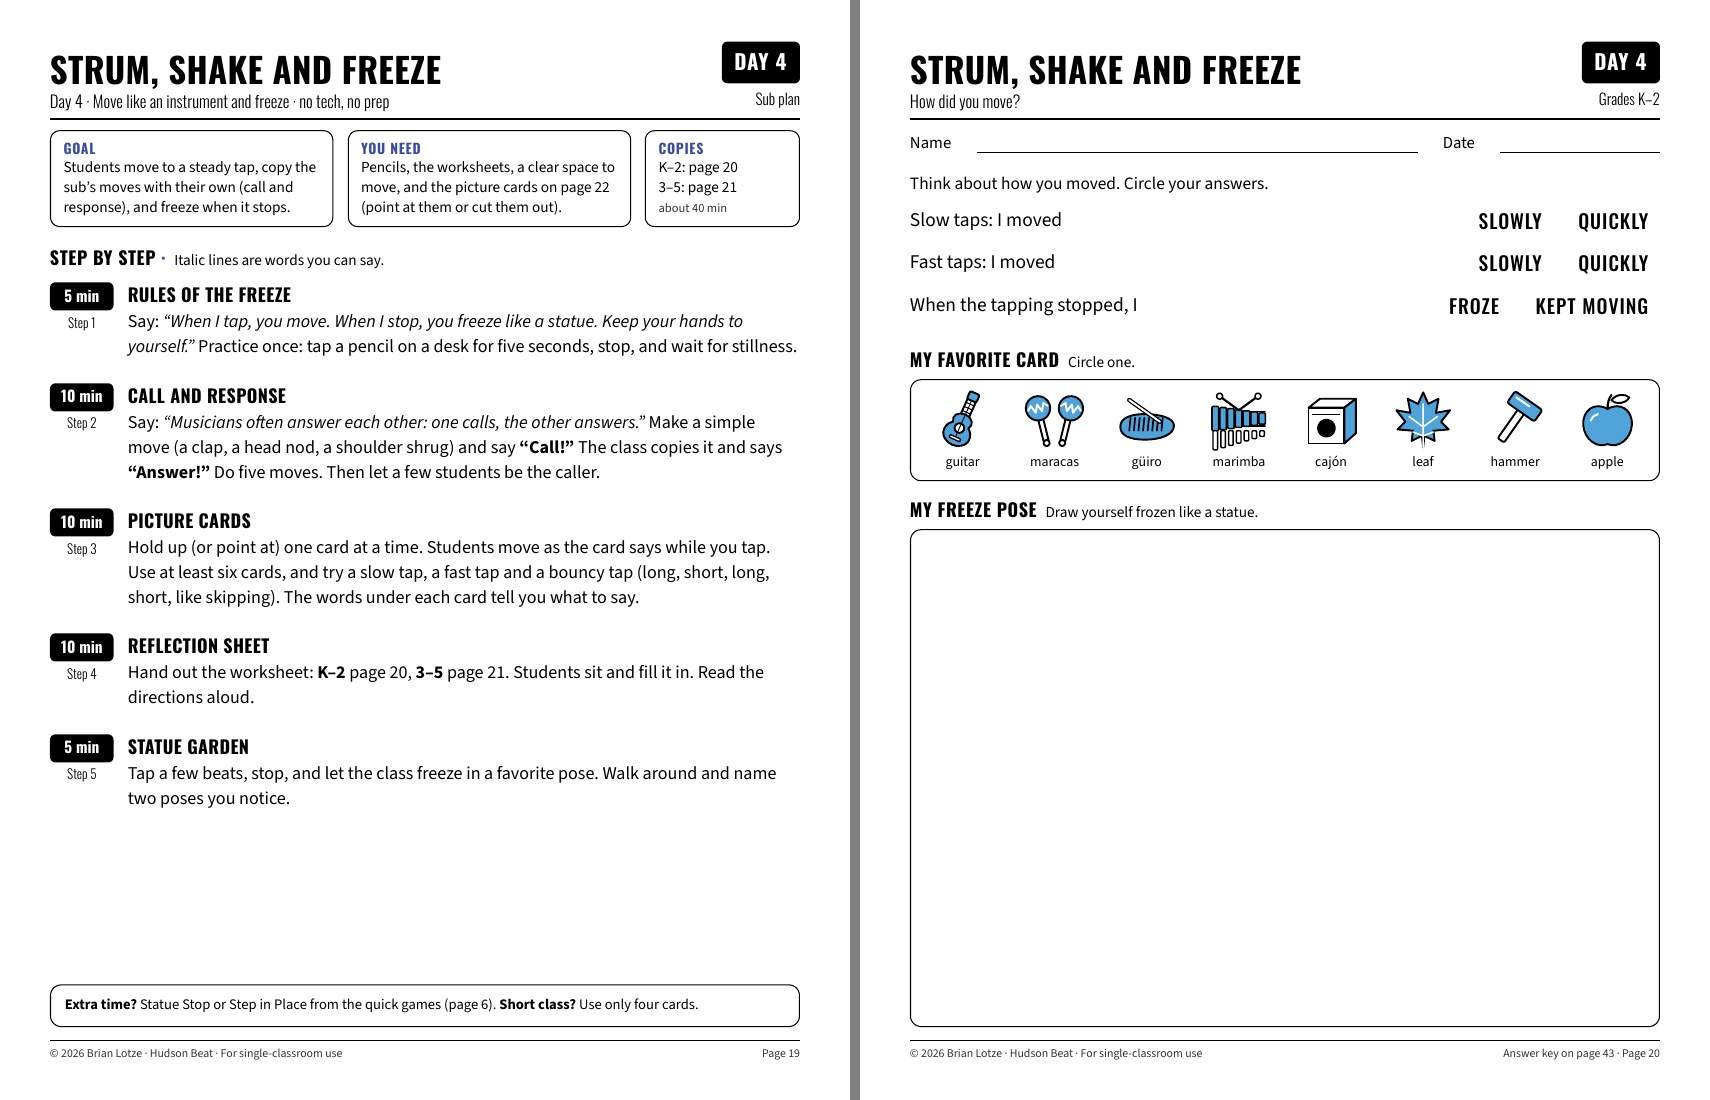 STRUM, SHAKE AND FREEZE
DAY 4
Day 4 · Move like an instrument and freeze · no tech, no prep
Sub plan
GOAL
Students move to a steady tap, copy the
sub’s moves with their own (call and
response), and freeze when it stops.
YOU NEED
Pencils, the worksheets, a clear space to
move, and the picture cards on page 22
(point at them or cut them out).
COPIES
K–2: page 20
3–5: page 21
about 40 min
STEP BY STEP · Italic lines are words you can say.
5 min
Step 1
RULES OF THE FREEZE
Say: “When I tap, you move. When I stop, you freeze like a statue. Keep your hands to
yourself.” Practice once: tap a pencil on a desk for five seconds, stop, and wait for stillness.
10 min
Step 2
CALL AND RESPONSE
Say: “Musicians often answer each other: one calls, the other answers.” Make a simple
move (a clap, a head nod, a shoulder shrug) and say “Call!” The class copies it and says
“Answer!” Do five moves. Then let a few students be the caller.
10 min
Step 3
PICTURE CARDS
Hold up (or point at) one card at a time. Students move as the card says while you tap.
Use at least six cards, and try a slow tap, a fast tap and a bouncy tap (long, short, long,
short, like skipping). The words under each card tell you what to say.
10 min
Step 4
REFLECTION SHEET
Hand out the worksheet: K–2 page 20, 3–5 page 21. Students sit and fill it in. Read the
directions aloud.
5 min
Step 5
STATUE GARDEN
Tap a few beats, stop, and let the class freeze in a favorite pose. Walk around and name
two poses you notice.
Extra time? Statue Stop or Step in Place from the quick games (page 6). Short class? Use only four cards.
© 2026 Brian Lotze · Hudson Beat · For single-classroom use
Page 19
STRUM, SHAKE AND FREEZE
DAY 4
How did you move?
Grades K–2
Name
Date
Think about how you moved. Circle your answers.
Slow taps: I moved SLOWLY QUICKLY
Fast taps: I moved SLOWLY QUICKLY
When the tapping stopped, I FROZE KEPT MOVING
MY FAVORITE CARD Circle one.
guitar maracas güiro marimba cajón leaf hammer apple
MY FREEZE POSE Draw yourself frozen like a statue.
© 2026 Brian Lotze · Hudson Beat · For single-classroom use
Answer key on page 43 · Page 20